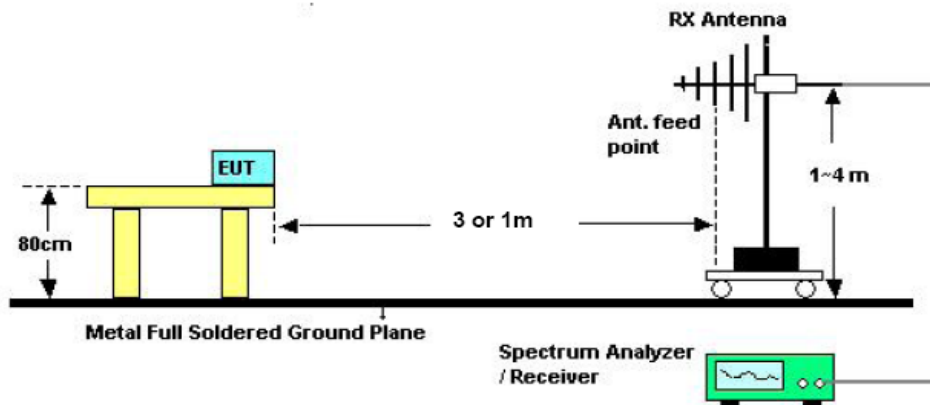 RX Antenna
Ant. feed
point
EUT
1~4 m
3 or 1m
80cm
Metal Full Soldered Ground Plane
Spectrum Analyzer
/ Receiver